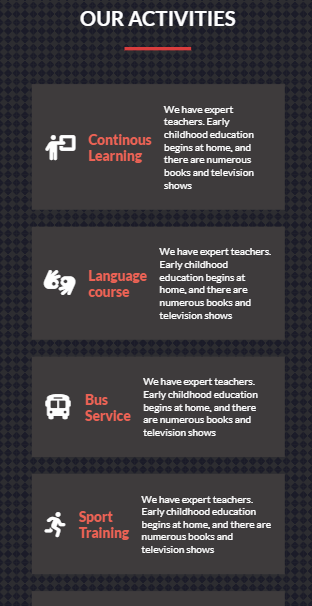 OUR ACTIVITIES
Continous
Learning
We have expert
teachers. Early
childhood education
begins at home, and
there are numerous
books and television
shows
Language
course
We have expert teachers.
Early childhood
education begins at
home, and there are
numerous books and
television shows
Bus
Service
We have expert teachers.
Early childhood education
begins at home, and there
are numerous books and
television shows
Sport
Training
We have expert teachers.
Early childhood education
begins at home, and there are
numerous books and
television shows